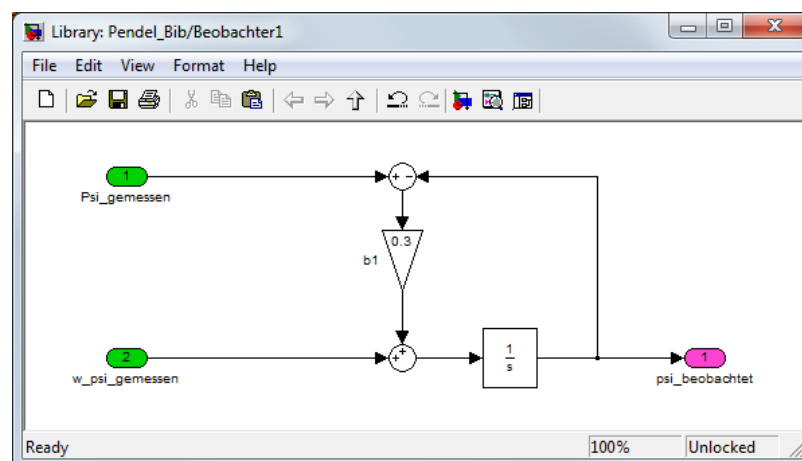 Library: Pendel_Bib/Beobachter1
File Edit View Format Help
1
Psi_gemessen
+ -
0.3
b1
2
w_psi_gemessen
+ +
1
s
1
psi_beobachtet
Ready 100% Unlocked